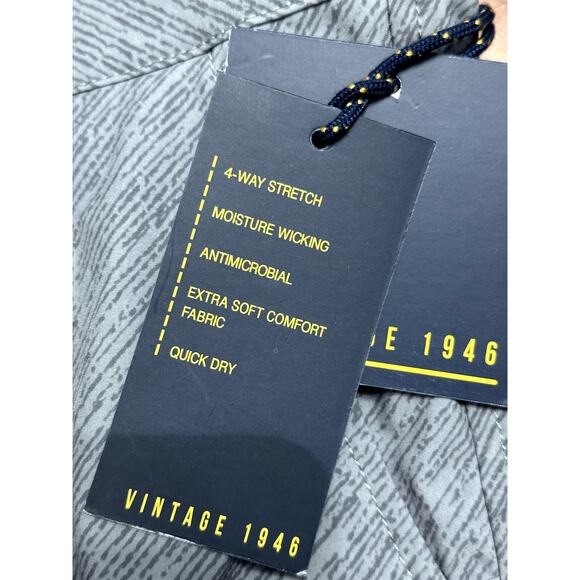 4-WAY STRETCH
MOISTURE WICKING
ANTIMICROBIAL
EXTRA SOFT COMFORT
FABRIC
QUICK DRY
VINTAGE 1946
1946